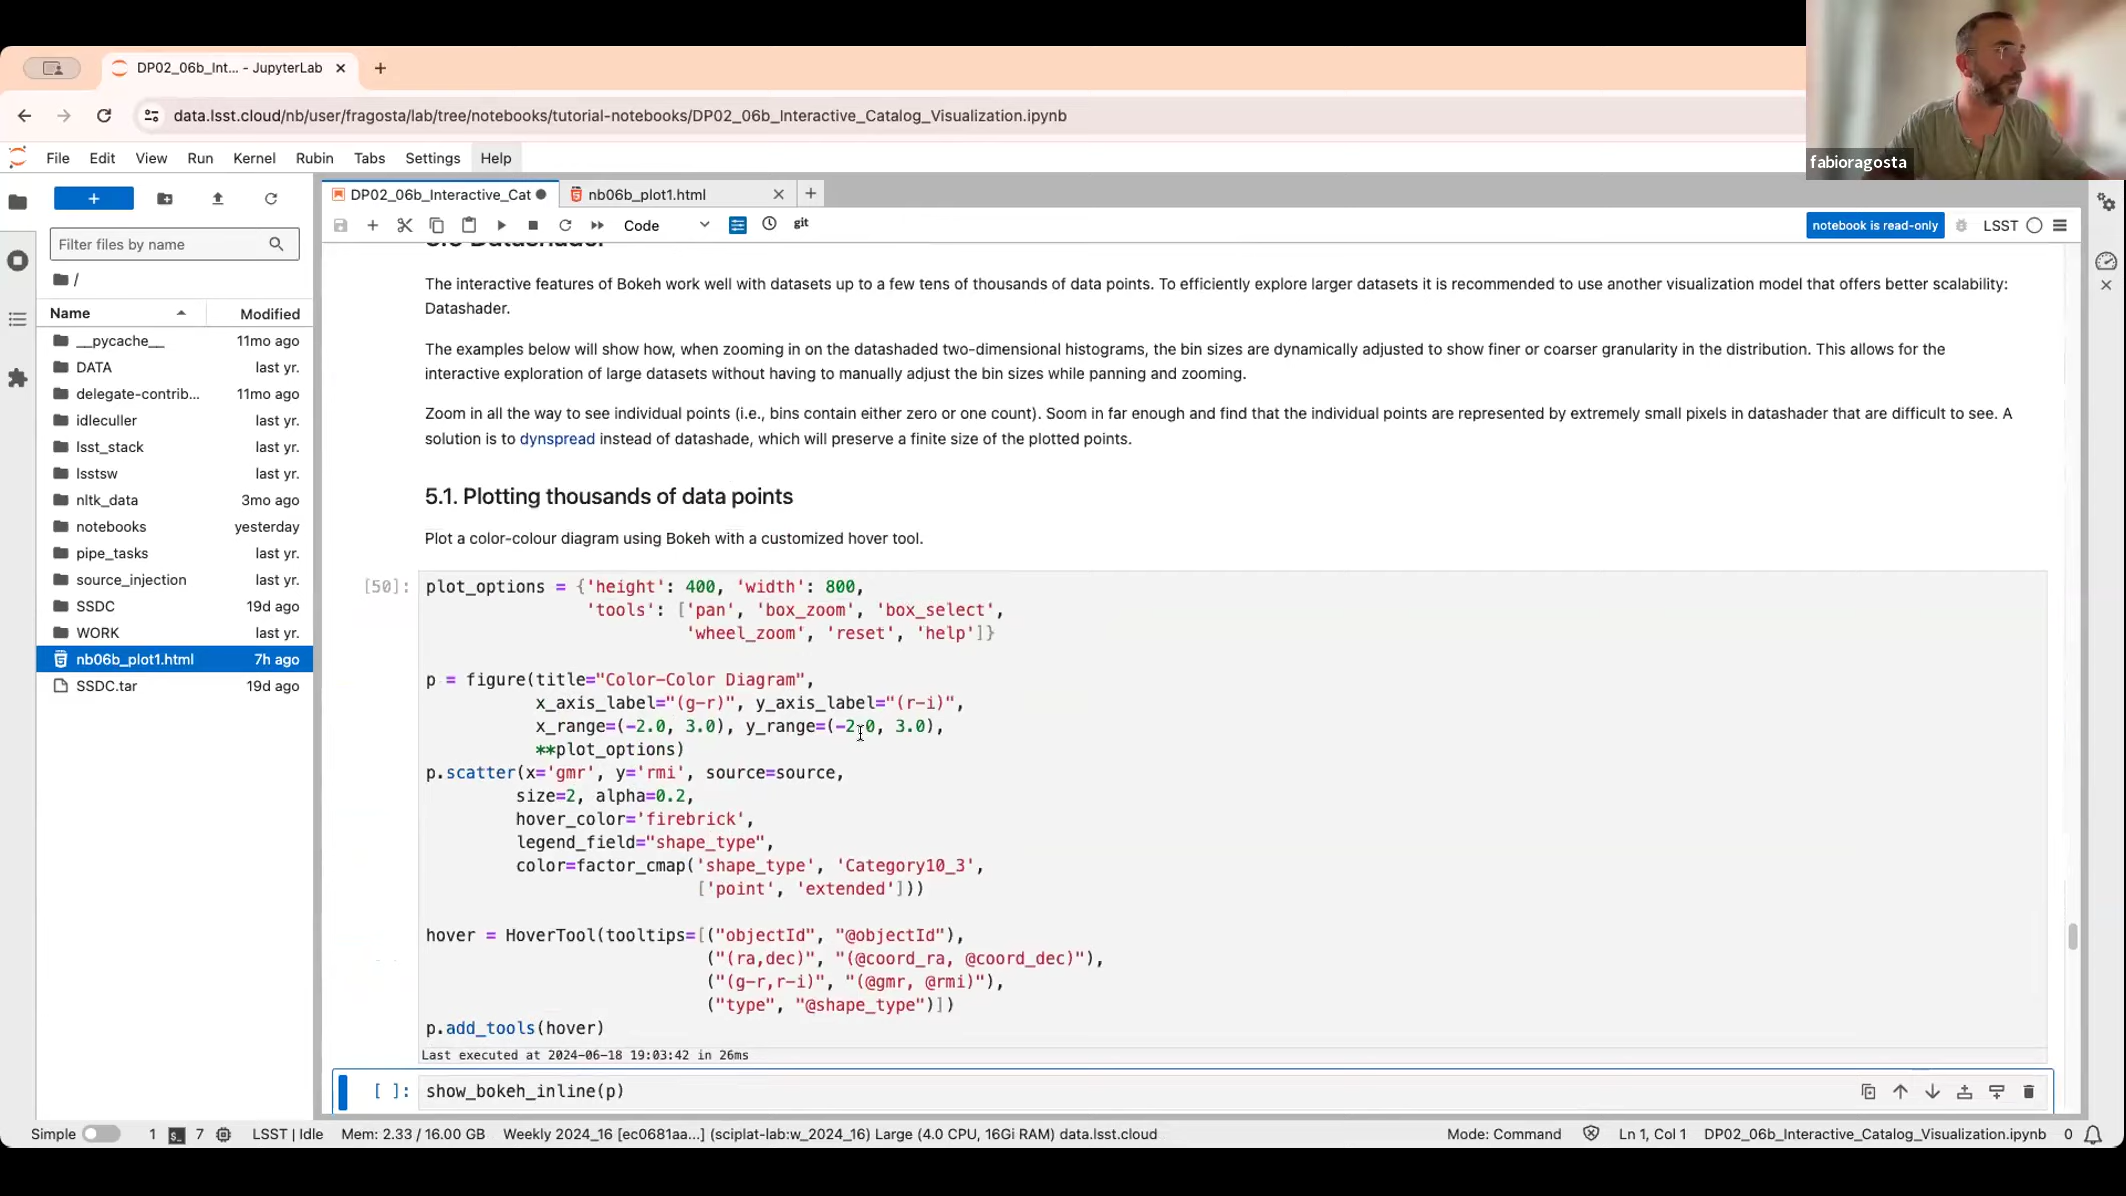 DP02_06b_Int... - JupyterLab
data.lsst.cloud/nb/user/fragosta/lab/tree/notebooks/tutorial-notebooks/DP02_06b_Interactive_Catalog_Visualization.ipynb
fabioragosta
File Edit View Run Kernel Rubin Tabs Settings Help
DP02_06b_Interactive_Cat
nb06b_plot1.html
Code
git
notebook is read-only
LSST
Filter files by name
/
Name Modified
__pycache__ 11mo ago
DATA last yr.
delegate-contrib... 11mo ago
idleculler last yr.
lsst_stack last yr.
lsstsw last yr.
nltk_data 3mo ago
notebooks yesterday
pipe_tasks last yr.
source_injection last yr.
SSDC 19d ago
WORK last yr.
nb06b_plot1.html 7h ago
SSDC.tar 19d ago
The interactive features of Bokeh work well with datasets up to a few tens of thousands of data points. To efficiently explore larger datasets it is recommended to use another visualization model that offers better scalability:
Datashader.
The examples below will show how, when zooming in on the datashaded two-dimensional histograms, the bin sizes are dynamically adjusted to show finer or coarser granularity in the distribution. This allows for the
interactive exploration of large datasets without having to manually adjust the bin sizes while panning and zooming.
Zoom in all the way to see individual points (i.e., bins contain either zero or one count). Soom in far enough and find that the individual points are represented by extremely small pixels in datashader that are difficult to see. A
solution is to dynspread instead of datashade, which will preserve a finite size of the plotted points.
5.1. Plotting thousands of data points
Plot a color-colour diagram using Bokeh with a customized hover tool.
[50]:
plot_options = {'height': 400, 'width': 800,
'tools': ['pan', 'box_zoom', 'box_select',
'wheel_zoom', 'reset', 'help']}
p = figure(title="Color-Color Diagram",
x_axis_label="(g-r)", y_axis_label="(r-i)",
x_range=(-2.0, 3.0), y_range=(-2.0, 3.0),
**plot_options)
p.scatter(x='gmr', y='rmi', source=source,
size=2, alpha=0.2,
hover_color='firebrick',
legend_field="shape_type",
color=factor_cmap('shape_type', 'Category10_3',
['point', 'extended']))
hover = HoverTool(tooltips=[("objectId", "@objectId"),
("(ra,dec)", "(@coord_ra, @coord_dec)"),
("(g-r,r-i)", "(@gmr, @rmi)"),
("type", "@shape_type")])
p.add_tools(hover)
Last executed at 2024-06-18 19:03:42 in 26ms
[ ]: show_bokeh_inline(p)
Simple 1 7 LSST | Idle Mem: 2.33 / 16.00 GB Weekly 2024_16 [ec0681aa...] (sciplat-lab:w_2024_16) Large (4.0 CPU, 16Gi RAM) data.lsst.cloud Mode: Command Ln 1, Col 1 DP02_06b_Interactive_Catalog_Visualization.ipynb 0